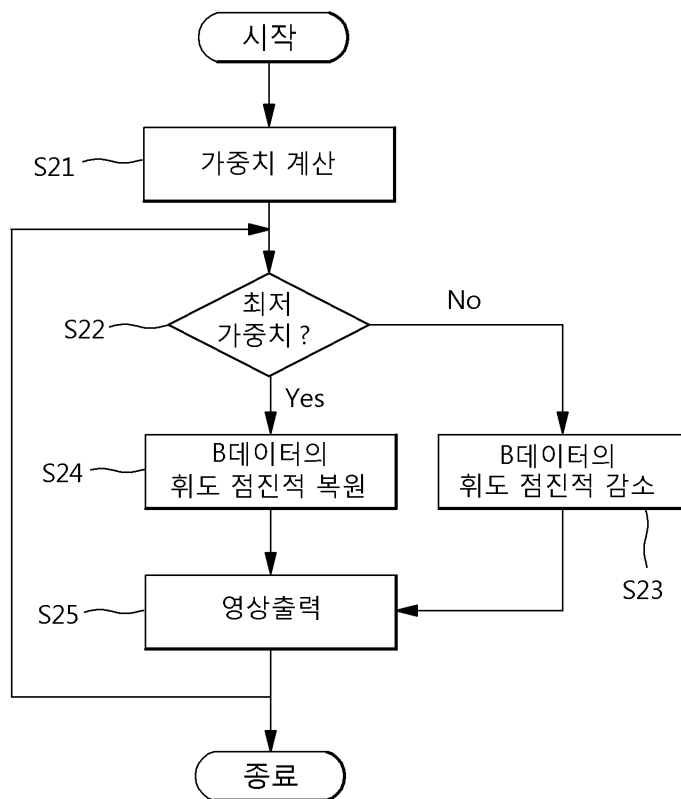 시작
S21
가중치 계산
최저
가중치 ?
S22
No
Yes
S24
B데이터의
휘도 점진적 복원
B데이터의
휘도 점진적 감소
S23
S25
영상출력
종료